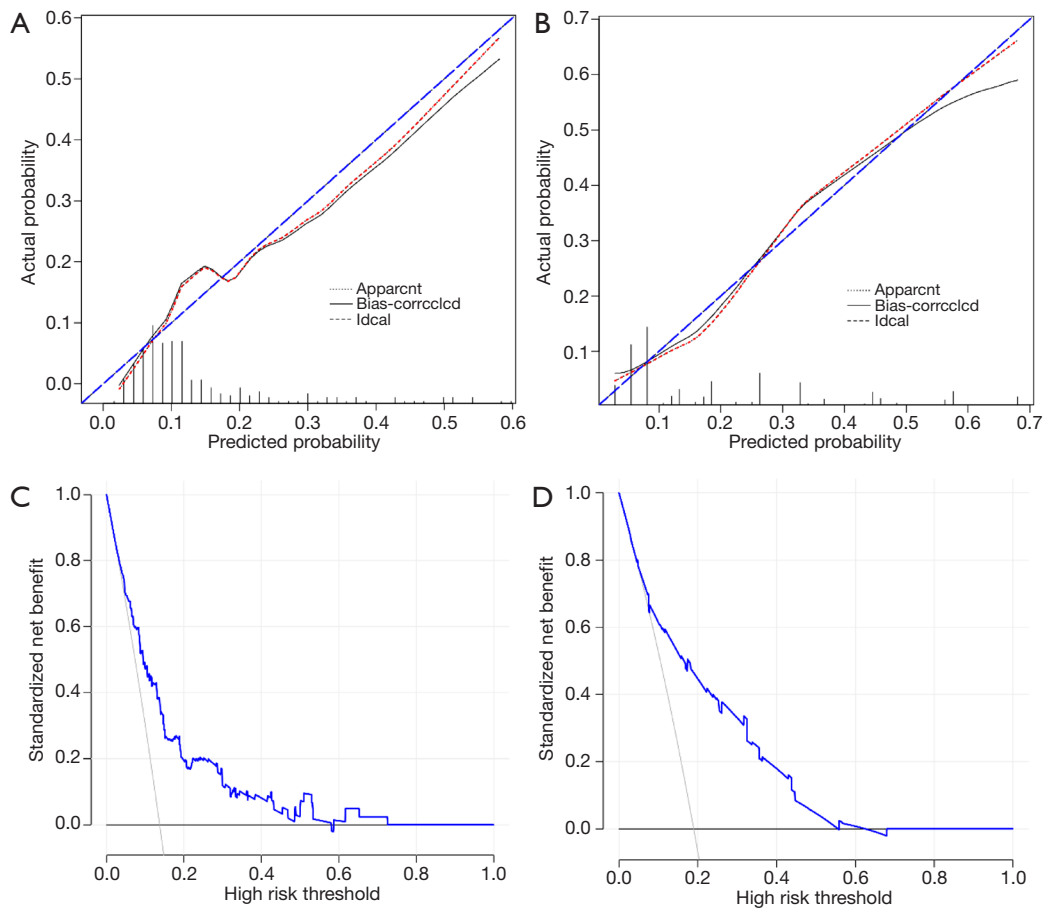 A
0.6
0.5
0.4
0.3
0.2
0.1
0.0
Actual probability
Apparcnt
Bias-corrcclcd
Idcal
0.0 0.1 0.2 0.3 0.4 0.5 0.6
Predicted probability
B
0.7
0.6
0.5
0.4
0.3
0.2
0.1
Actual probability
Apparcnt
Bias-corrcclcd
Idcal
0.1 0.2 0.3 0.4 0.5 0.6 0.7
Predicted probability
C
1.0
0.8
0.6
0.4
0.2
0.0
Standardized net benefit
0.0 0.2 0.4 0.6 0.8 1.0
High risk threshold
D
1.0
0.8
0.6
0.4
0.2
0.0
Standardized net benefit
0.0 0.2 0.4 0.6 0.8 1.0
High risk threshold